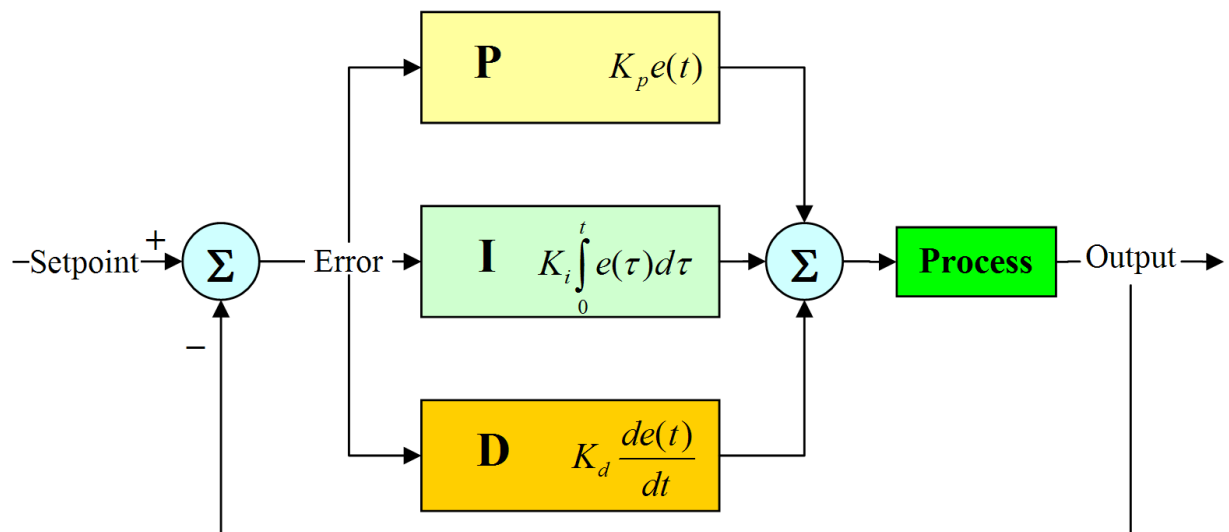 P K_p e(t)
Setpoint + Σ Error I K_i ∫_0^t e(τ)dτ Σ Process Output
−
D K_d de(t)/dt